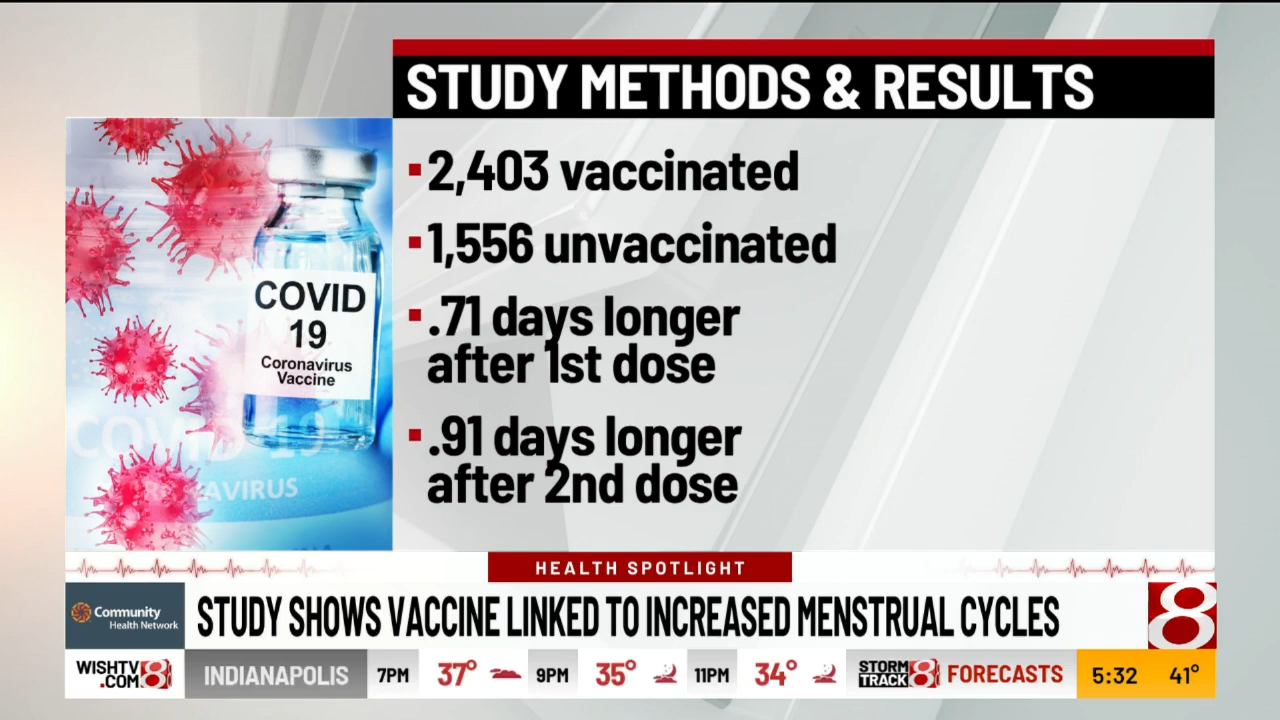 STUDY METHODS & RESULTS
▪2,403 vaccinated
▪1,556 unvaccinated
▪.71 days longer
after 1st dose
▪.91 days longer
after 2nd dose
COVID
19
Coronavirus
Vaccine
COVID 19
AVIRUS
HEALTH SPOTLIGHT
Community
Health Network
STUDY SHOWS VACCINE LINKED TO INCREASED MENSTRUAL CYCLES
8
WISHTV8
.COM
INDIANAPOLIS 7PM 37° 9PM 35° 11PM 34° STORM TRACK 8 FORECASTS 5:32 41°